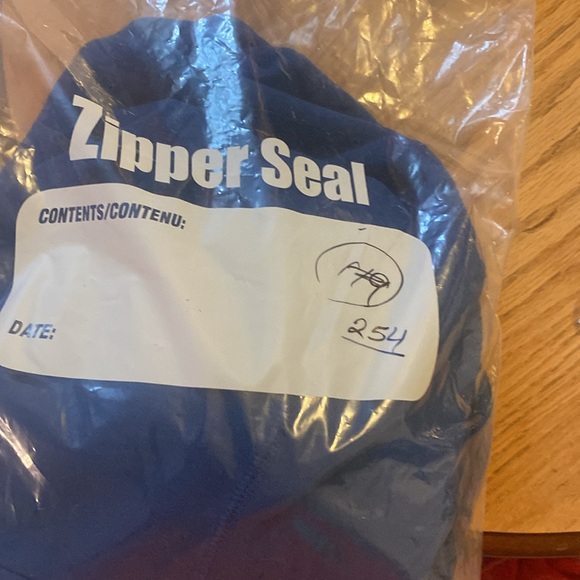 Zipper Seal
CONTENTS/CONTENU:
DATE:
254